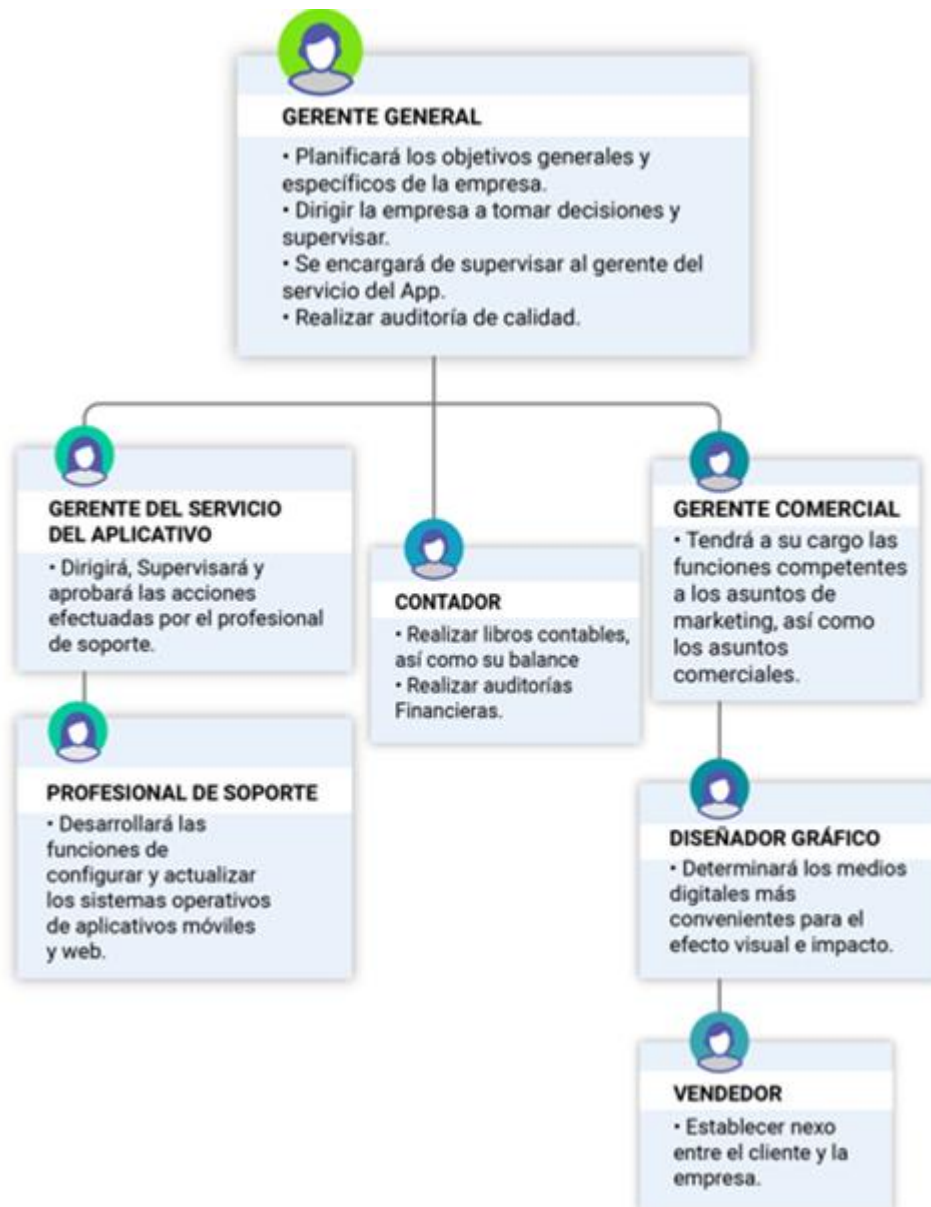 GERENTE GENERAL
• Planificará los objetivos generales y
específicos de la empresa.
• Dirigir la empresa a tomar decisiones y
supervisar.
• Se encargará de supervisar al gerente del
servicio del App.
• Realizar auditoría de calidad.
GERENTE DEL SERVICIO
DEL APLICATIVO
• Dirigirá, Supervisará y
aprobará las acciones
efectuadas por el profesional
de soporte.
CONTADOR
• Realizar libros contables,
así como su balance
• Realizar auditorías
Financieras.
GERENTE COMERCIAL
• Tendrá a su cargo las
funciones competentes
a los asuntos de
marketing, así como
los asuntos
comerciales.
PROFESIONAL DE SOPORTE
• Desarrollará las
funciones de
configurar y actualizar
los sistemas operativos
de aplicativos móviles
y web.
DISEÑADOR GRÁFICO
• Determinará los medios
digitales más
convenientes para el
efecto visual e impacto.
VENDEDOR
• Establecer nexo
entre el cliente y la
empresa.